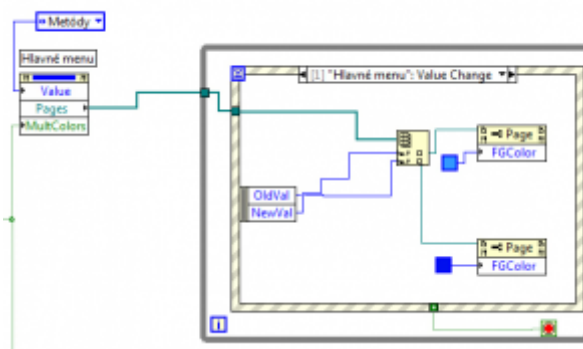 Metódy
Hlavné menu
Value
Pages
MultColors
[1] "Hlavné menu": Value Change
Page
FGColor
OldVal
NewVal
Page
FGColor
i